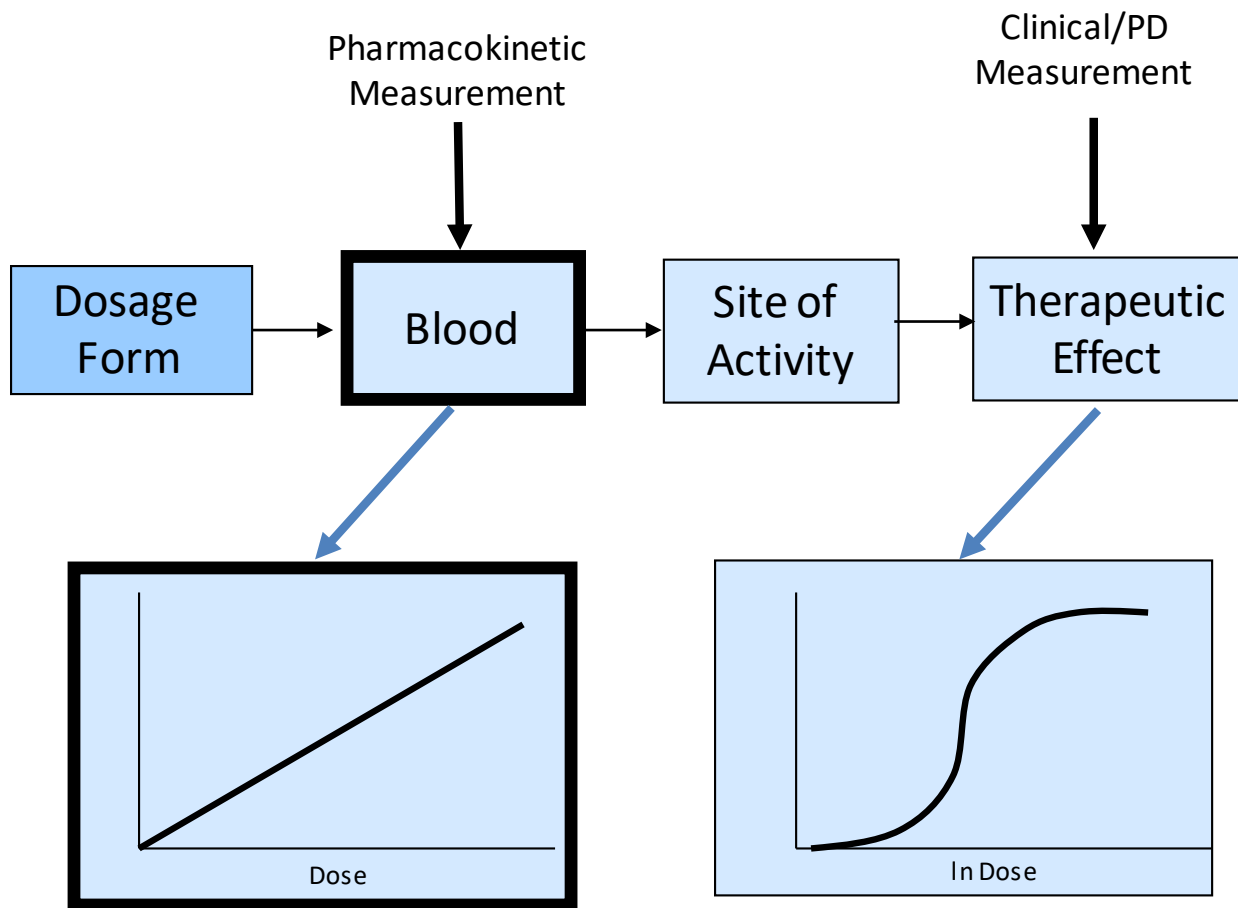 Pharmacokinetic
Measurement
Clinical/PD
Measurement
Dosage
Form
Blood
Site of
Activity
Therapeutic
Effect
Dose
ln Dose